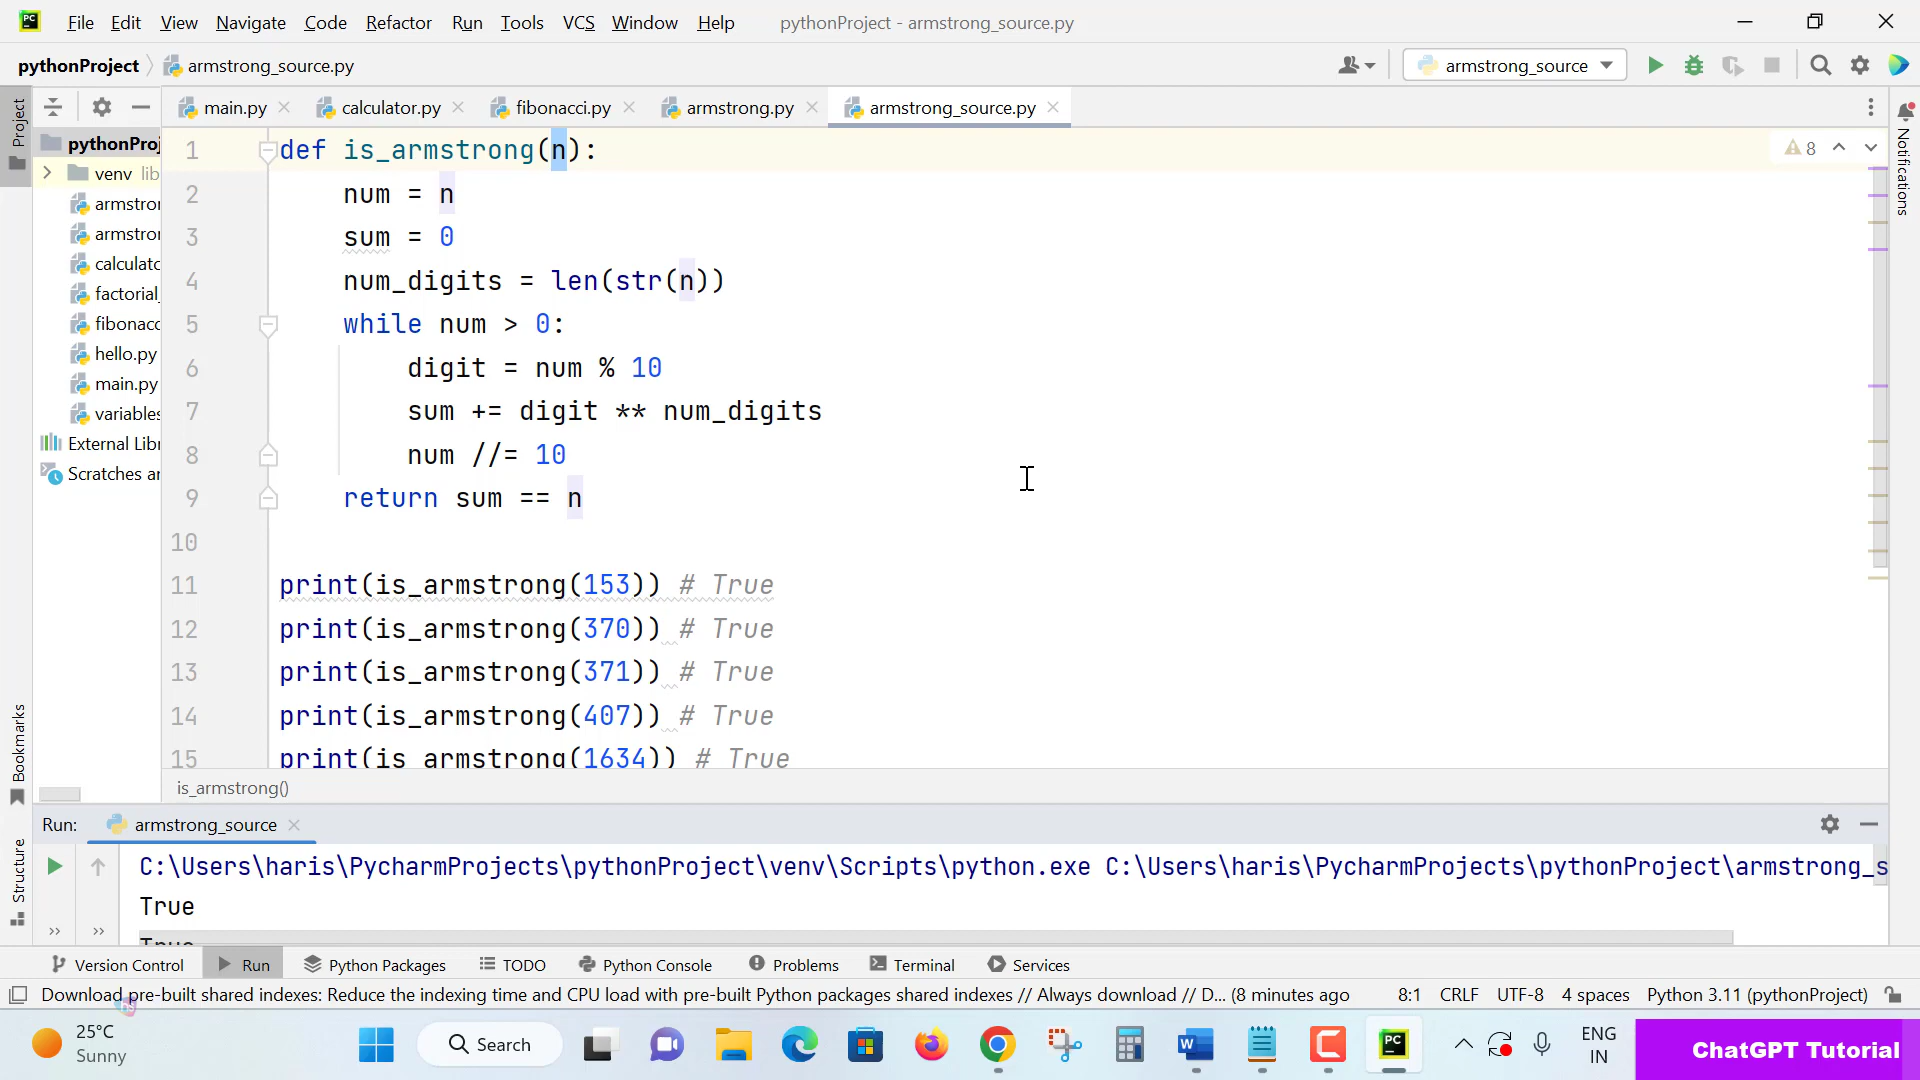 PC File Edit View Navigate Code Refactor Run Tools VCS Window Help pythonProject - armstrong_source.py
pythonProject armstrong_source.py armstrong_source
Project
main.py calculator.py fibonacci.py armstrong.py armstrong_source.py
pythonProj
venv lib
armstror
armstror
calculato
factorial_
fibonacc
hello.py
main.py
variables
External Libr
Scratches ar
1 def is_armstrong(n):
2 num = n
3 sum = 0
4 num_digits = len(str(n))
5 while num > 0:
6 digit = num % 10
7 sum += digit ** num_digits
8 num //= 10
9 return sum == n
10
11 print(is_armstrong(153)) # True
12 print(is_armstrong(370)) # True
13 print(is_armstrong(371)) # True
14 print(is_armstrong(407)) # True
15 print(is_armstrong(1634)) # True
8
Notifications
is_armstrong()
Bookmarks
Structure
Run: armstrong_source
C:\Users\haris\PycharmProjects\pythonProject\venv\Scripts\python.exe C:\Users\haris\PycharmProjects\pythonProject\armstrong_s
True
True
Version Control Run Python Packages TODO Python Console Problems Terminal Services
Download pre-built shared indexes: Reduce the indexing time and CPU load with pre-built Python packages shared indexes // Always download // D... (8 minutes ago 8:1 CRLF UTF-8 4 spaces Python 3.11 (pythonProject)
25°C
Sunny
Search
PC
ENG
IN
ChatGPT Tutorial